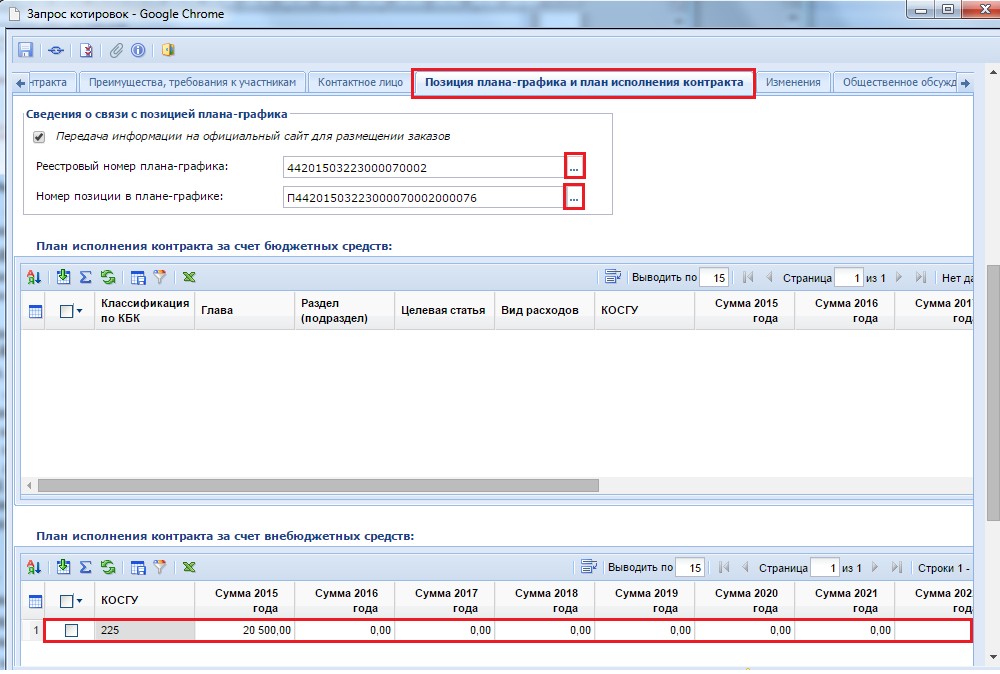 Запрос котировок - Google Chrome
нтракта Преимущества, требования к участникам Контактное лицо Позиция плана-графика и план исполнения контракта Изменения Общественное обсужд
Сведения о связи с позицией плана-графика
Передача информации на официальный сайт для размещении заказов
Реестровый номер плана-графика: 44201503223000070002 ...
Номер позиции в плане-графике: П44201503223000070002000076 ...
План исполнения контракта за счет бюджетных средств:
Выводить по 15 Страница 1 из 1 Нет да
Классификация по КБК Глава Раздел (подраздел) Целевая статья Вид расходов КОСГУ Сумма 2015 года Сумма 2016 года Сумма 2017 года
План исполнения контракта за счет внебюджетных средств:
Выводить по 15 Страница 1 из 1 Строки 1 -
КОСГУ Сумма 2015 года Сумма 2016 года Сумма 2017 года Сумма 2018 года Сумма 2019 года Сумма 2020 года Сумма 2021 года Сумма 202 года
1 225 20 500,00 0,00 0,00 0,00 0,00 0,00 0,00